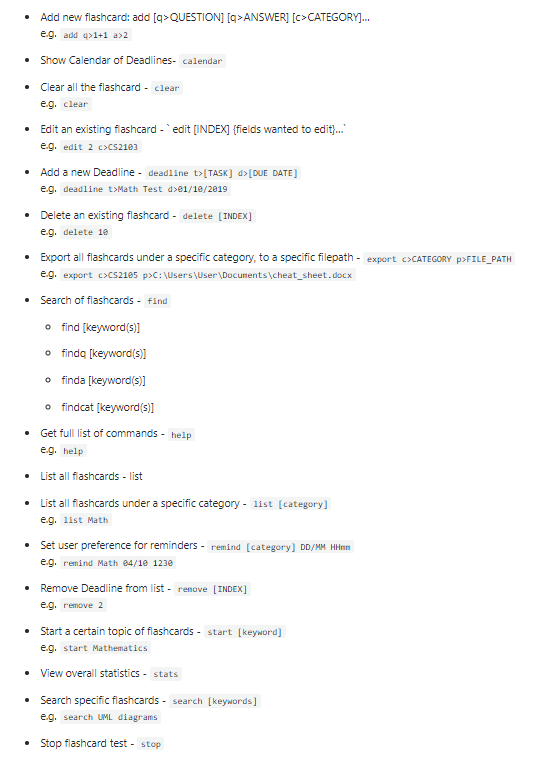 Add new flashcard: add [q>QUESTION] [q>ANSWER] [c>CATEGORY]...
e.g. add q>1+1 a>2
Show Calendar of Deadlines- calendar
Clear all the flashcard - clear
e.g. clear
Edit an existing flashcard - ` edit [INDEX] {fields wanted to edit}...`
e.g. edit 2 c>CS2103
Add a new Deadline - deadline t>[TASK] d>[DUE DATE]
e.g. deadline t>Math Test d>01/10/2019
Delete an existing flashcard - delete [INDEX]
e.g. delete 10
Export all flashcards under a specific category, to a specific filepath - export c>CATEGORY p>FILE_PATH
e.g. export c>CS2105 p>C:\Users\User\Documents\cheat_sheet.docx
Search of flashcards - find
find [keyword(s)]
findq [keyword(s)]
finda [keyword(s)]
findcat [keyword(s)]
Get full list of commands - help
e.g. help
List all flashcards - list
List all flashcards under a specific category - list [category]
e.g. list Math
Set user preference for reminders - remind [category] DD/MM HHmm
e.g. remind Math 04/10 1230
Remove Deadline from list - remove [INDEX]
e.g. remove 2
Start a certain topic of flashcards - start [keyword]
e.g. start Mathematics
View overall statistics - stats
Search specific flashcards - search [keywords]
e.g. search UML diagrams
Stop flashcard test - stop